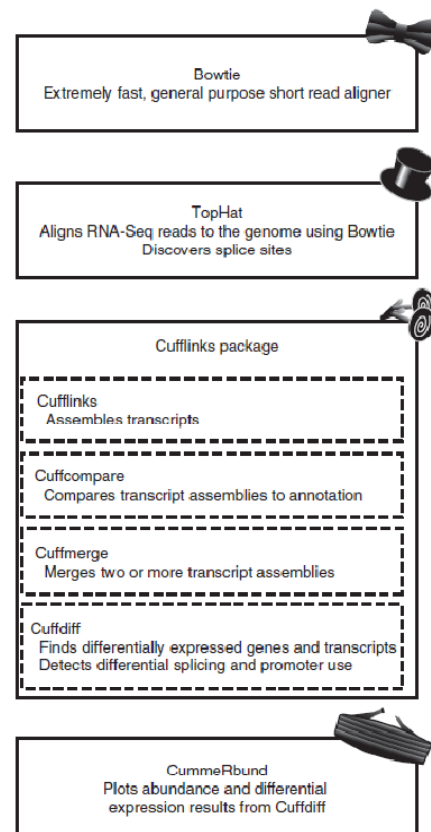 Bowtie
Extremely fast, general purpose short read aligner
TopHat
Aligns RNA-Seq reads to the genome using Bowtie
Discovers splice sites
Cufflinks package
Cufflinks
Assembles transcripts
Cuffcompare
Compares transcript assemblies to annotation
Cuffmerge
Merges two or more transcript assemblies
Cuffdiff
Finds differentially expressed genes and transcripts
Detects differential splicing and promoter use
CummeRbund
Plots abundance and differential
expression results from Cuffdiff